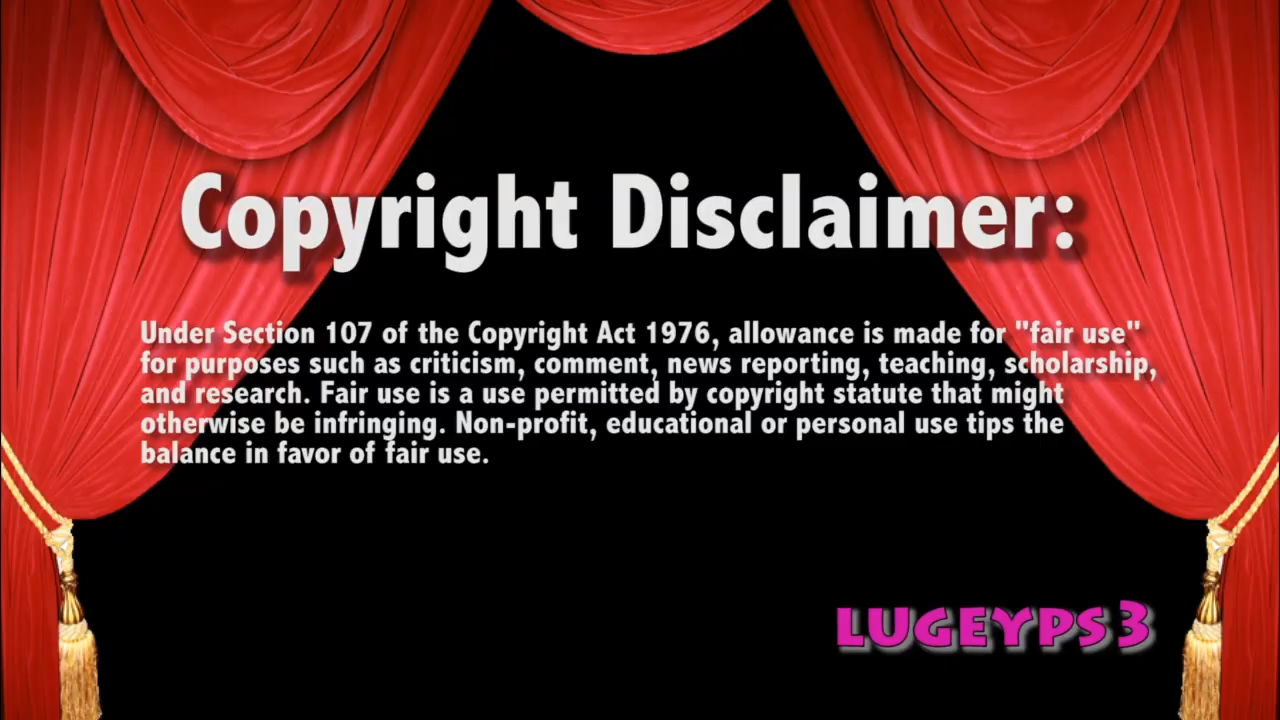 Copyright Disclaimer:
Under Section 107 of the Copyright Act 1976, allowance is made for "fair use"
for purposes such as criticism, comment, news reporting, teaching, scholarship,
and research. Fair use is a use permitted by copyright statute that might
otherwise be infringing. Non-profit, educational or personal use tips the
balance in favor of fair use.
LUGEYPS3